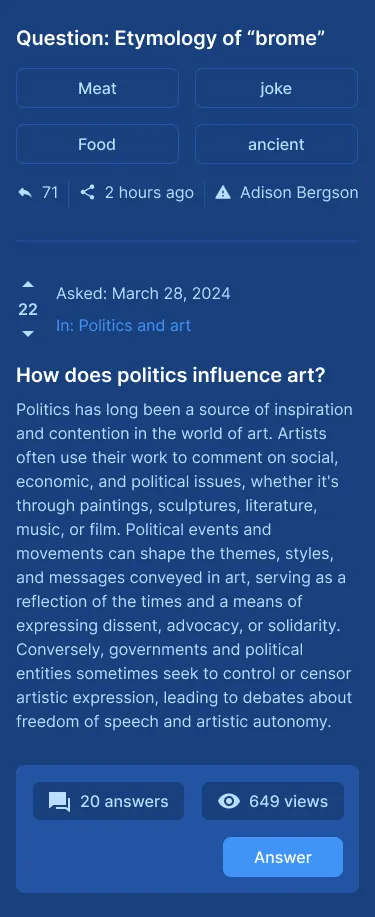 Question: Etymology of “brome”
Meat
joke
Food
ancient
71
2 hours ago
Adison Bergson
22
Asked: March 28, 2024
In: Politics and art
How does politics influence art?
Politics has long been a source of inspiration
and contention in the world of art. Artists
often use their work to comment on social,
economic, and political issues, whether it's
through paintings, sculptures, literature,
music, or film. Political events and
movements can shape the themes, styles,
and messages conveyed in art, serving as a
reflection of the times and a means of
expressing dissent, advocacy, or solidarity.
Conversely, governments and political
entities sometimes seek to control or censor
artistic expression, leading to debates about
freedom of speech and artistic autonomy.
20 answers
649 views
Answer